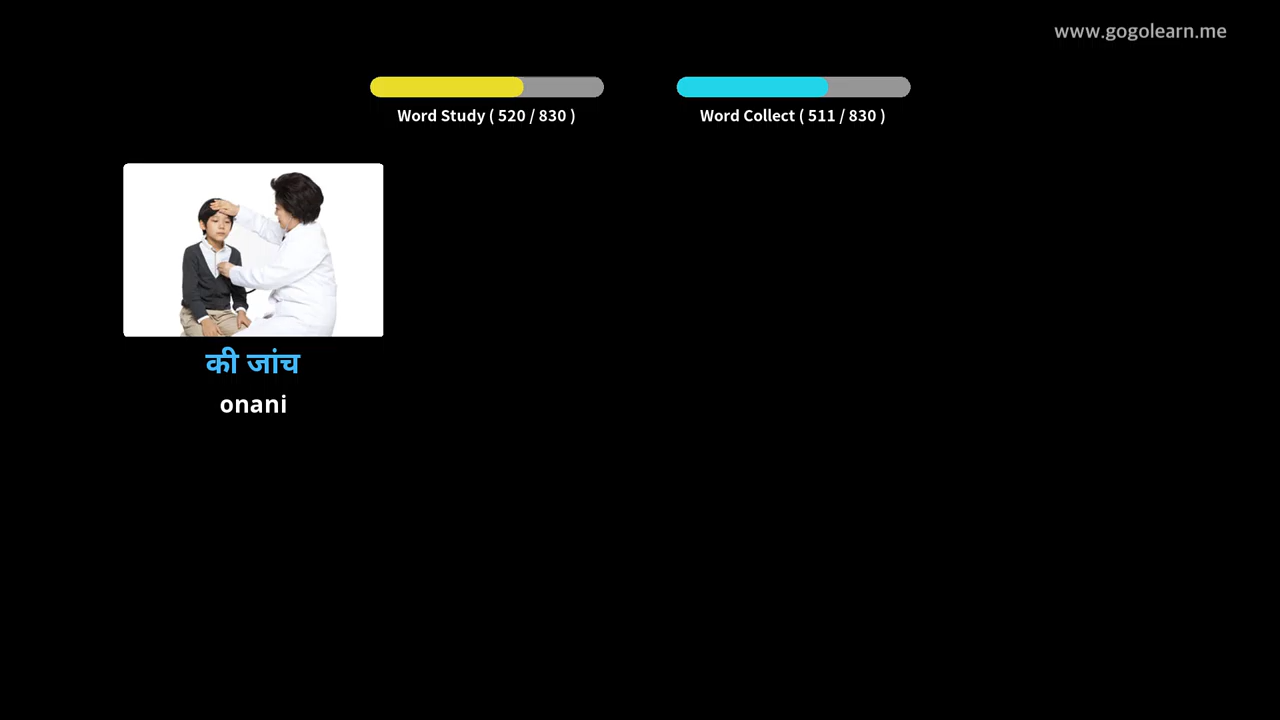 www.gogolearn.me
Word Study ( 520 / 830 )
Word Collect ( 511 / 830 )
की जांच
onani